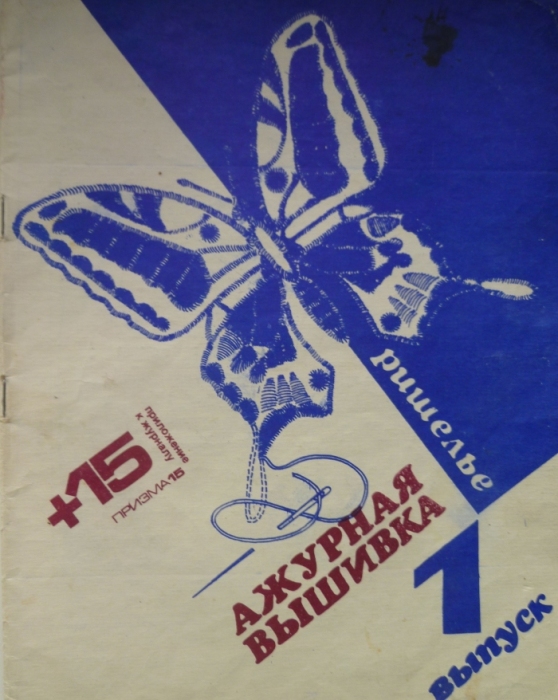 ришелье
+15
приложение
к журналу
ПРИЗМА 15
АЖУРНАЯ
ВЫШИВКА
1
выпуск